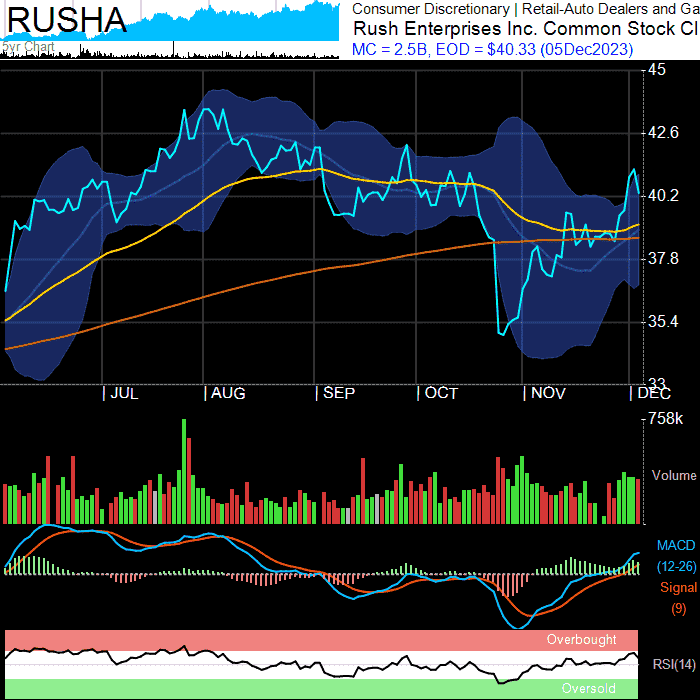 RUSHA
5yr Chart
Consumer Discretionary | Retail-Auto Dealers and Ga
Rush Enterprises Inc. Common Stock Cl
MC = 2.5B, EOD = $40.33 (05Dec2023)
45
42.6
40.2
37.8
35.4
33
JUL AUG SEP OCT NOV DEC
758k
Volume
MACD
(12-26)
Signal
(9)
Overbought
RSI(14)
Oversold